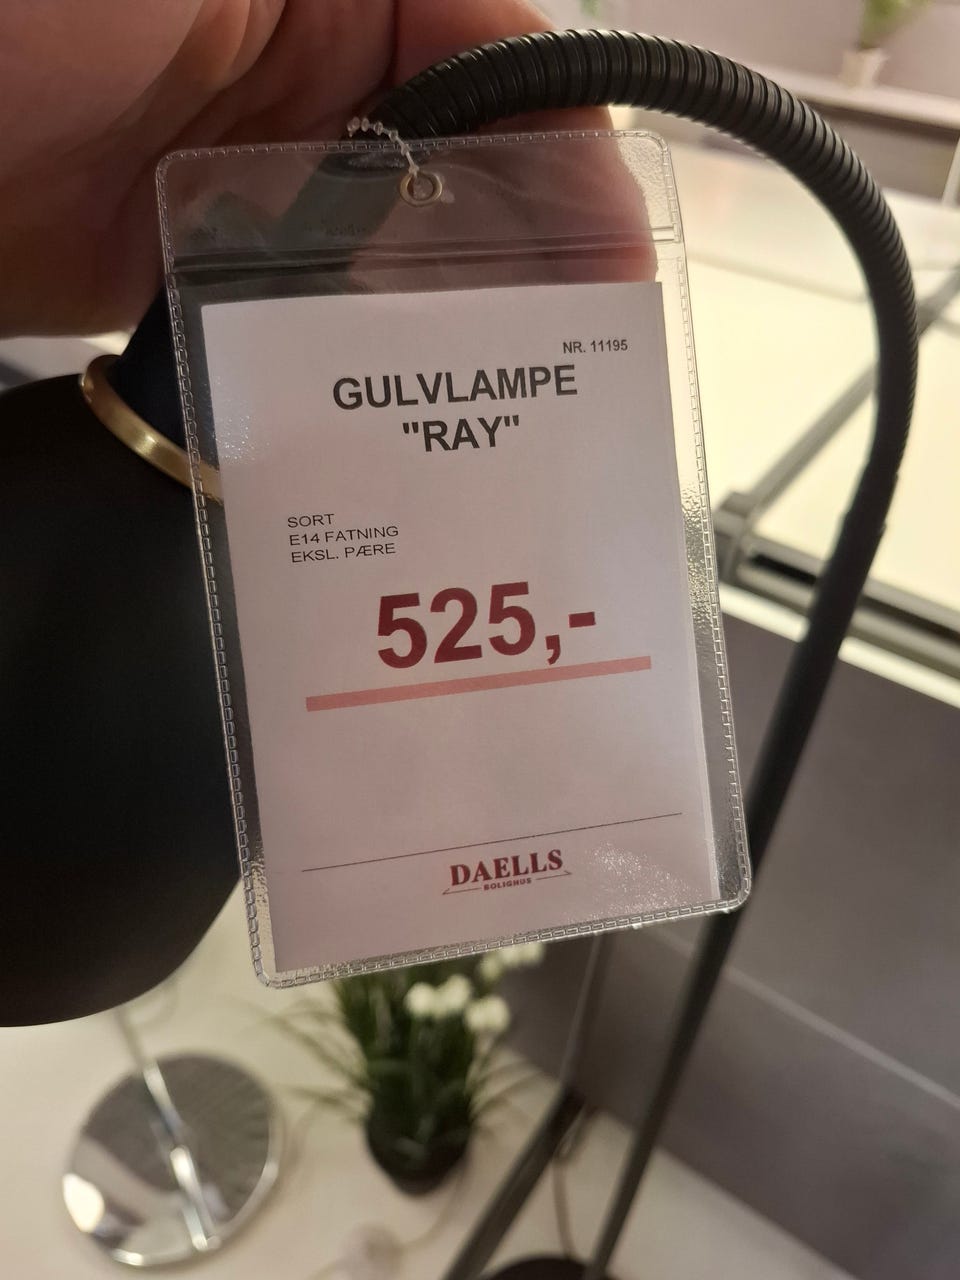 NR. 11195
GULVLAMPE
"RAY"
SORT
E14 FATNING
EKSL. PÆRE
525,-
DAELLS
BOLIGHUS